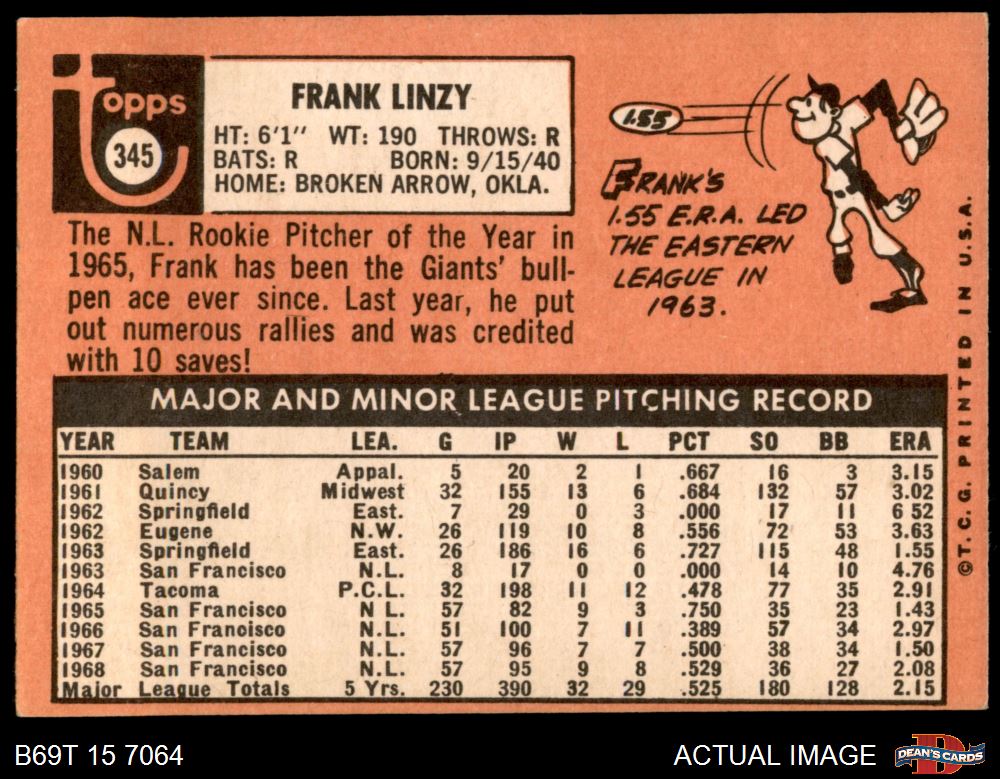 Topps
345
FRANK LINZY
HT: 6'1" WT: 190 THROWS: R
BATS: R BORN: 9/15/40
HOME: BROKEN ARROW, OKLA.
The N.L. Rookie Pitcher of the Year in
1965, Frank has been the Giants' bull-
pen ace ever since. Last year, he put
out numerous rallies and was credited
with 10 saves!
1.55
FRANK'S
1.55 E.R.A. LED
THE EASTERN
LEAGUE IN
1963.
MAJOR AND MINOR LEAGUE PITCHING RECORD
YEAR TEAM LEA. G IP W L PCT SO BB ERA
1960 Salem Appal. 5 20 2 1 .667 16 3 3.15
1961 Quincy Midwest 32 155 13 6 .684 132 57 3.02
1962 Springfield East. 7 29 0 3 .000 17 11 6 52
1962 Eugene N.W. 26 119 10 8 .556 72 53 3.63
1963 Springfield East. 26 186 16 6 .727 115 48 1.55
1963 San Francisco N.L. 8 17 0 0 .000 14 10 4.76
1964 Tacoma P.C.L. 32 198 11 12 .478 77 35 2.91
1965 San Francisco N L. 57 82 9 3 .750 35 23 1.43
1966 San Franoisco N.L. 51 100 7 11 .389 57 34 2.97
1967 San Francisco N.L. 57 96 7 7 .500 38 34 1.50
1968 San Francisco N.L. 57 95 9 8 .529 36 27 2.08
Major League Totals 5 Yrs. 230 390 32 29 .525 180 128 2.15
©T.C.G. PRINTED IN U.S.A.
B69T 15 7064
ACTUAL IMAGE
DEAN'S CARDS